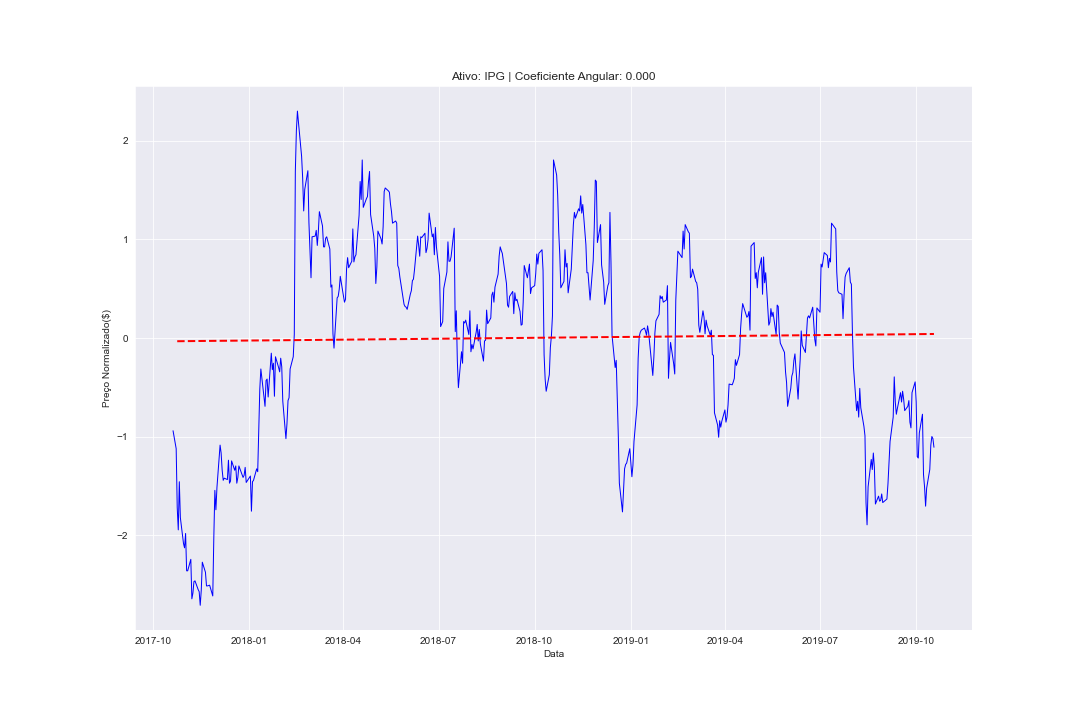 Ativo: IPG | Coeficiente Angular: 0.000
Preço Normalizado($)
2
1
0
−1
−2
2017-10 2018-01 2018-04 2018-07 2018-10 2019-01 2019-04 2019-07 2019-10
Data